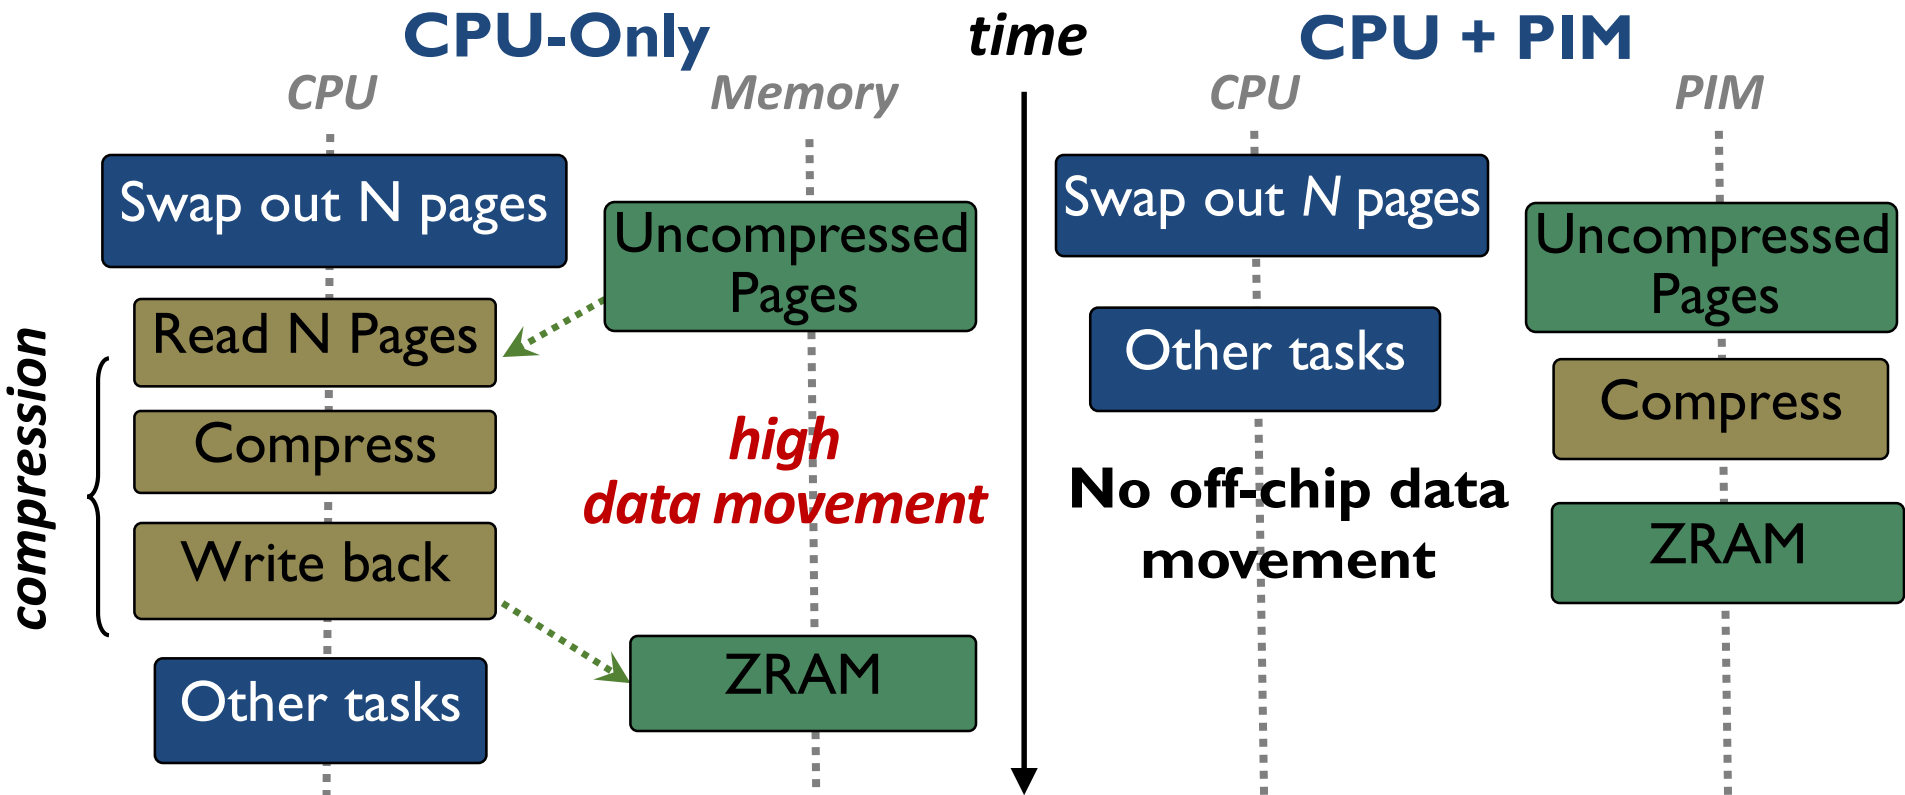 CPU-Only
time
CPU + PIM
CPU
Memory
CPU
PIM
Swap out N pages
Uncompressed
Pages
Read N Pages
compression
Compress
high
data movement
Write back
ZRAM
Other tasks
Swap out N pages
Uncompressed
Pages
Other tasks
Compress
No off-chip data
movement
ZRAM